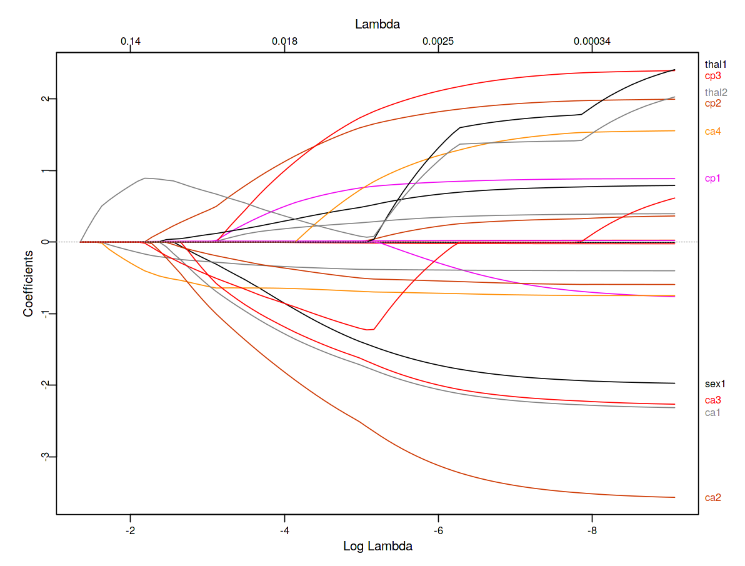 Lambda
0.14 0.018 0.0025 0.00034
thal1
cp3
thal2
cp2
ca4
cp1
sex1
ca3
ca1
ca2
2
1
0
-1
-2
-3
Coefficients
-2 -4 -6 -8
Log Lambda